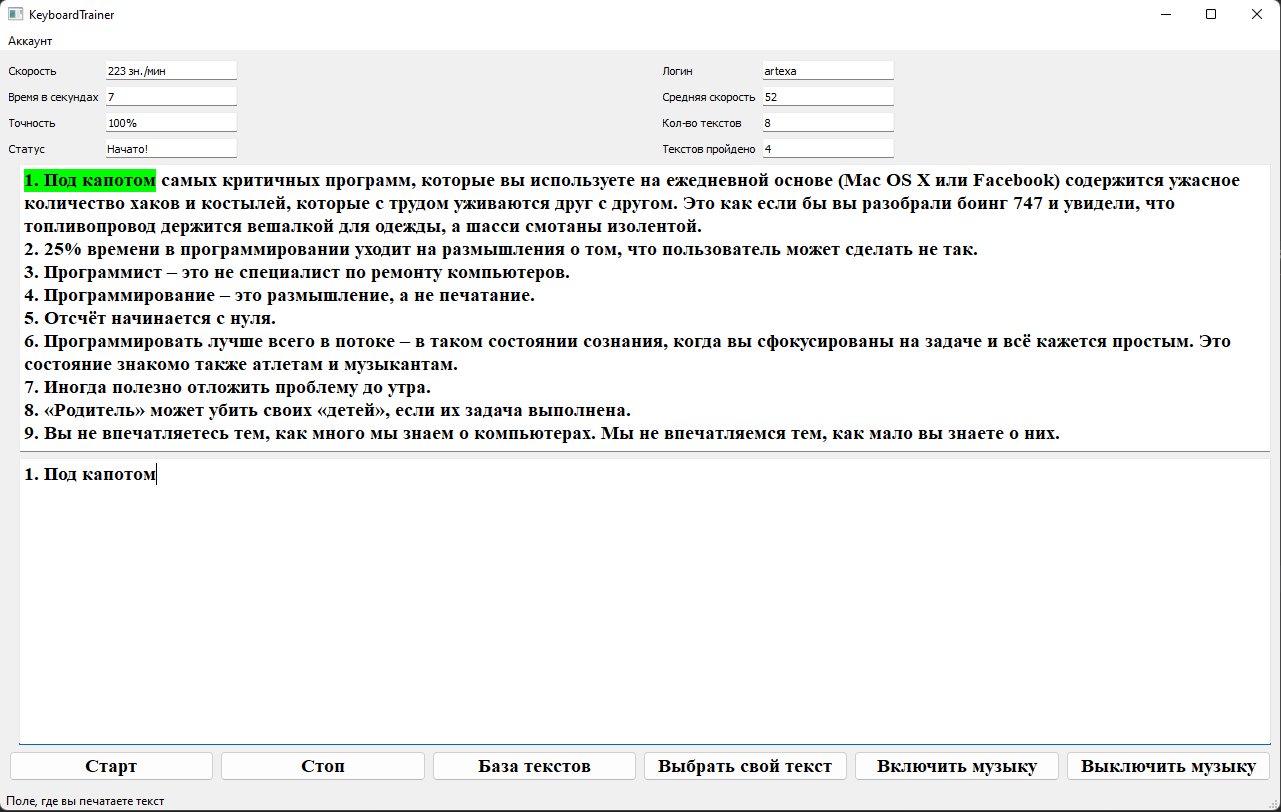 KeyboardTrainer
Аккаунт
Скорость 223 зн./мин
Логин artexa
Время в секундах 7
Средняя скорость 52
Точность 100%
Кол-во текстов 8
Статус Начато!
Текстов пройдено 4
1. Под капотом самых критичных программ, которые вы используете на ежедневной основе (Mac OS X или Facebook) содержится ужасное
количество хаков и костылей, которые с трудом уживаются друг с другом. Это как если бы вы разобрали боинг 747 и увидели, что
топливопровод держится вешалкой для одежды, а шасси смотаны изолентой.
2. 25% времени в программировании уходит на размышления о том, что пользователь может сделать не так.
3. Программист – это не специалист по ремонту компьютеров.
4. Программирование – это размышление, а не печатание.
5. Отсчёт начинается с нуля.
6. Программировать лучше всего в потоке – в таком состоянии сознания, когда вы сфокусированы на задаче и всё кажется простым. Это
состояние знакомо также атлетам и музыкантам.
7. Иногда полезно отложить проблему до утра.
8. «Родитель» может убить своих «детей», если их задача выполнена.
9. Вы не впечатляетесь тем, как много мы знаем о компьютерах. Мы не впечатляемся тем, как мало вы знаете о них.
1. Под капотом
Старт Стоп База текстов Выбрать свой текст Включить музыку Выключить музыку
Поле, где вы печатаете текст